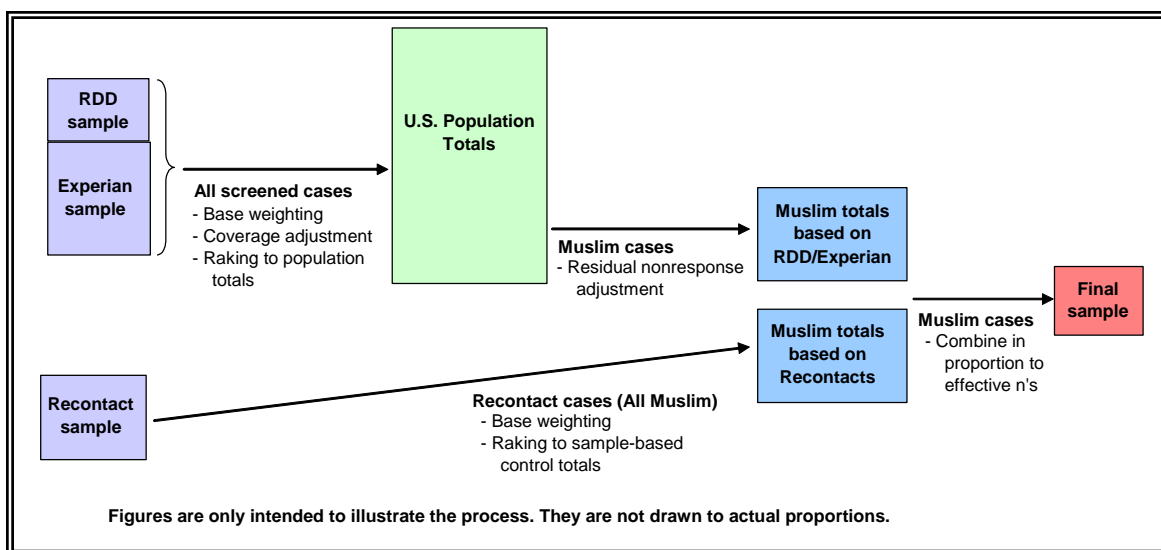 RDD
sample
Experian
sample
All screened cases
- Base weighting
- Coverage adjustment
- Raking to population
totals
U.S. Population
Totals
Muslim cases
- Residual nonresponse
adjustment
Muslim totals
based on
RDD/Experian
Recontact
sample
Recontact cases (All Muslim)
- Base weighting
- Raking to sample-based
control totals
Muslim totals
based on
Recontacts
Muslim cases
- Combine in
proportion to
effective n's
Final
sample
Figures are only intended to illustrate the process. They are not drawn to actual proportions.